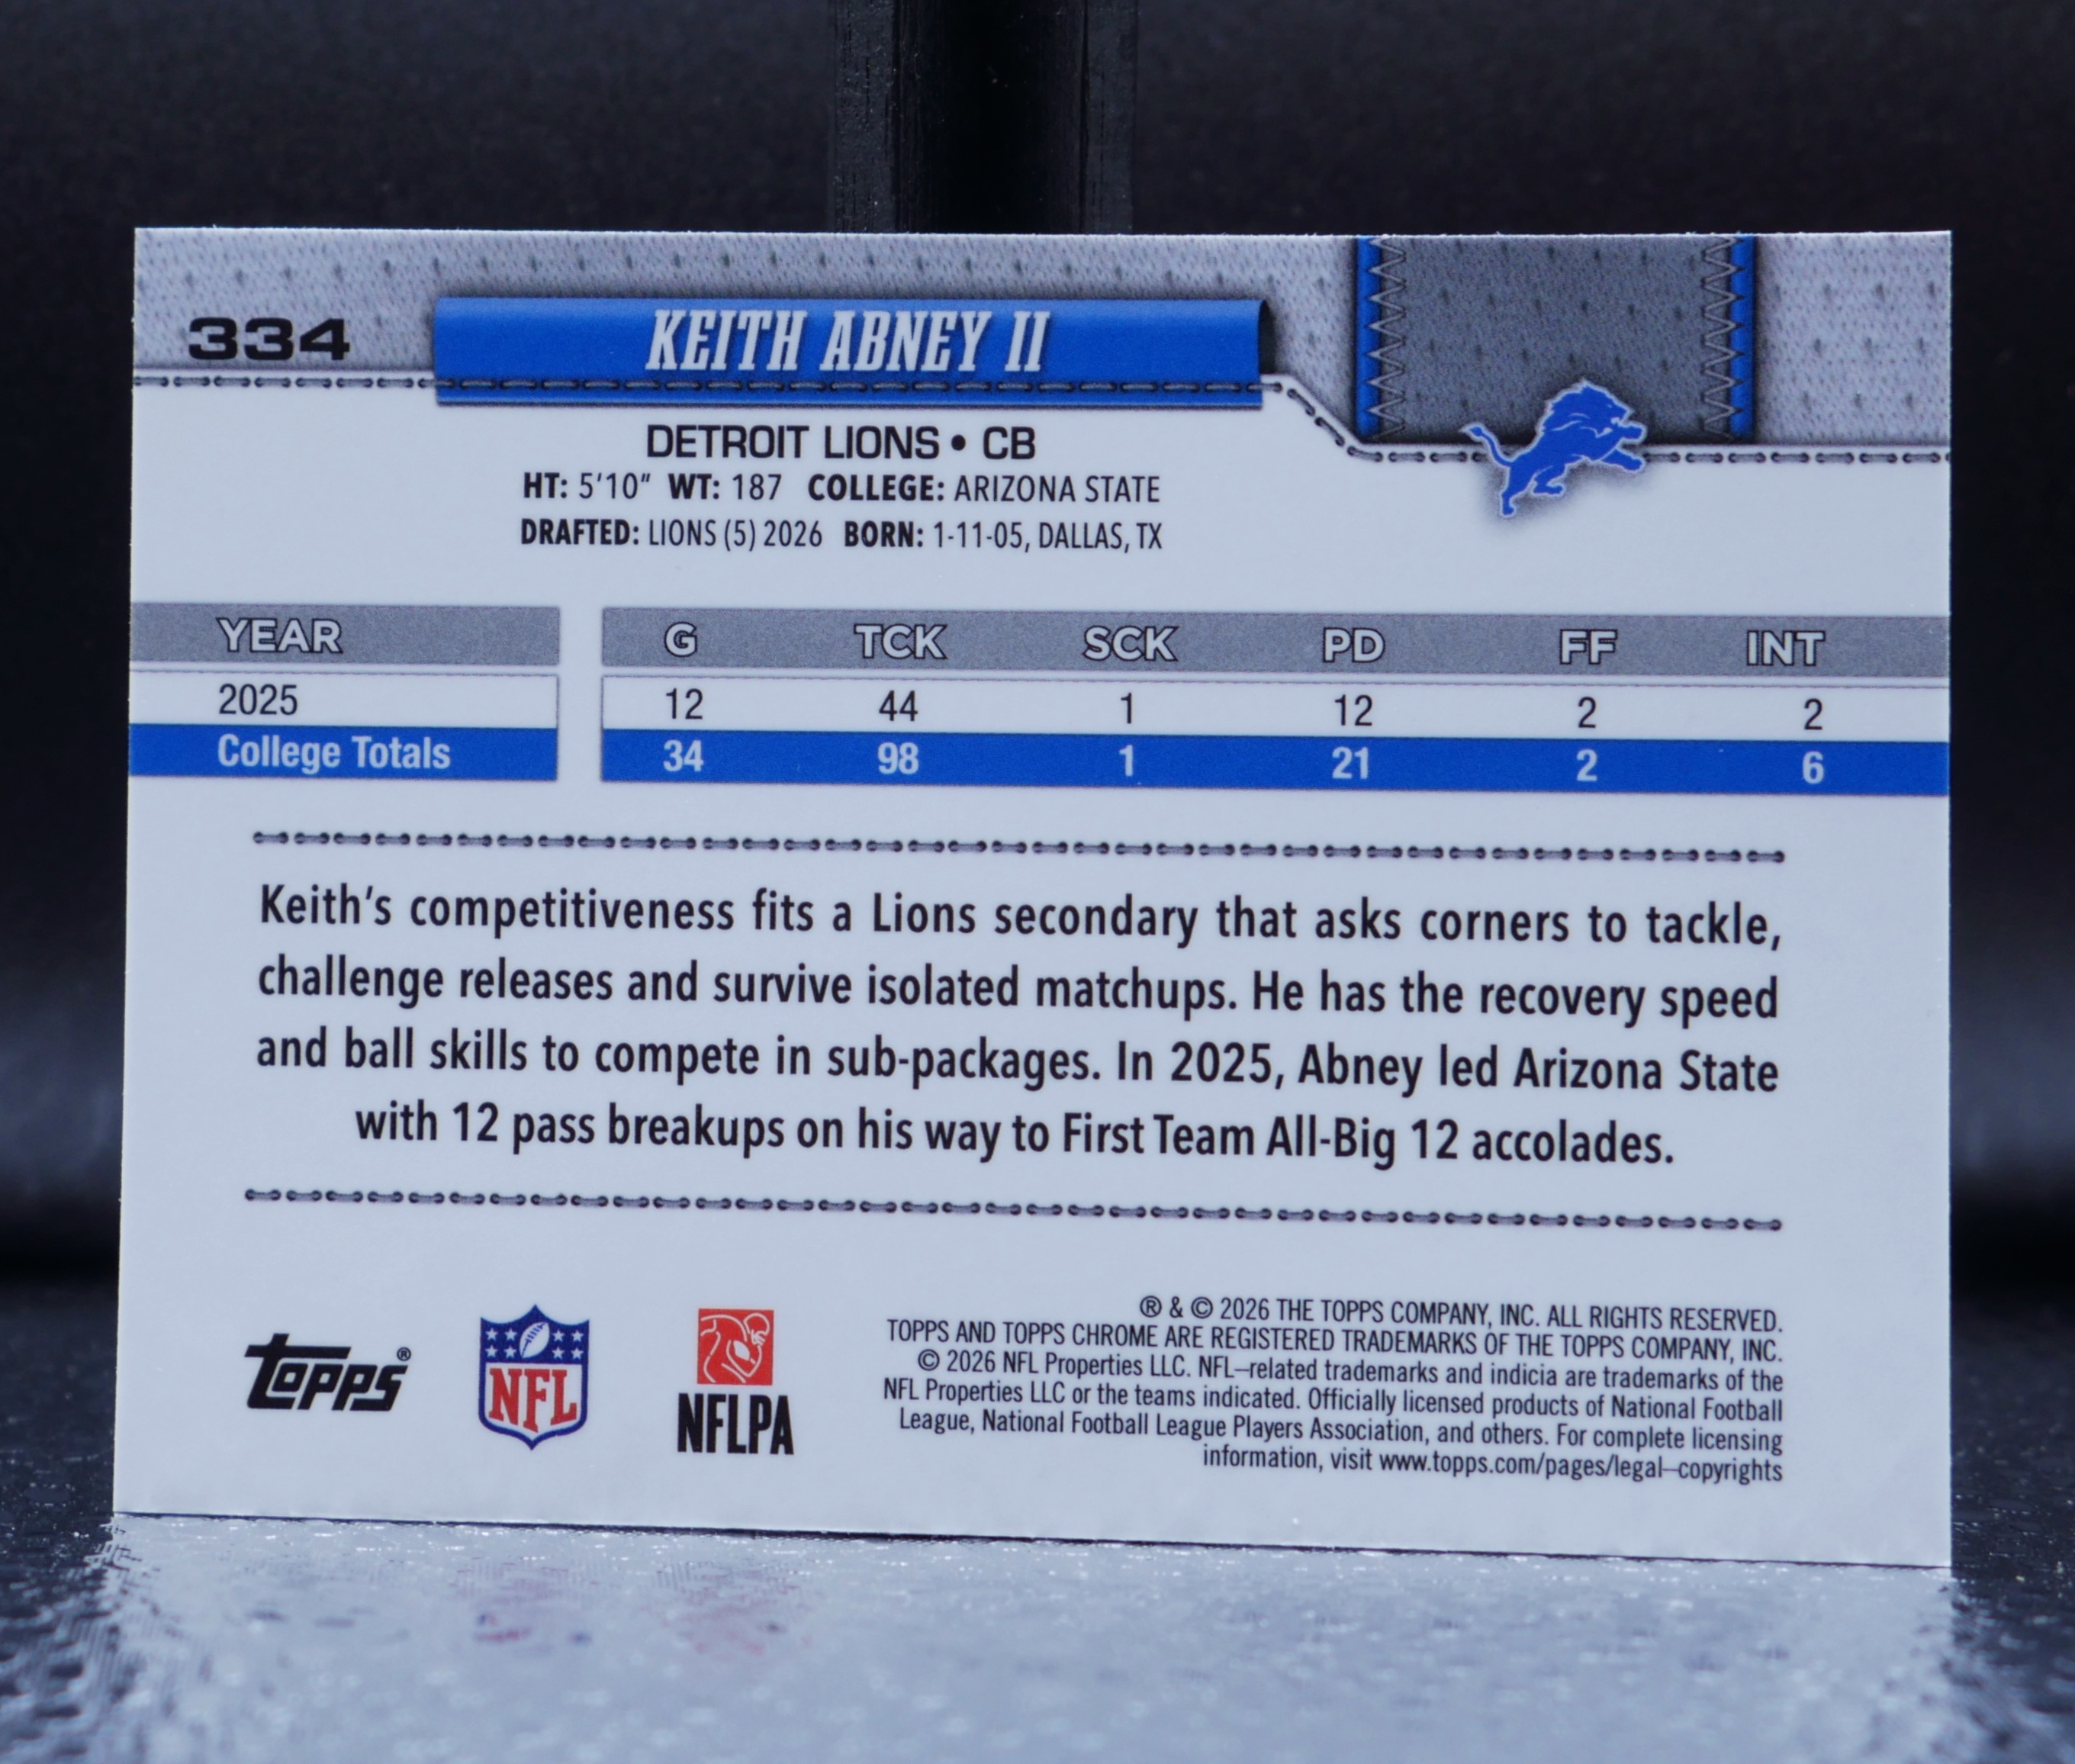 334
KEITH ABNEY II
DETROIT LIONS • CB
HT: 5'10" WT: 187 COLLEGE: ARIZONA STATE
DRAFTED: LIONS (5) 2026 BORN: 1-11-05, DALLAS, TX
YEAR G TCK SCK PD FF INT
2025 12 44 1 12 2 2
College Totals 34 98 1 21 2 6
Keith's competitiveness fits a Lions secondary that asks corners to tackle,
challenge releases and survive isolated matchups. He has the recovery speed
and ball skills to compete in sub-packages. In 2025, Abney led Arizona State
with 12 pass breakups on his way to First Team All-Big 12 accolades.
topps®
NFL
NFLPA
® & © 2026 THE TOPPS COMPANY, INC. ALL RIGHTS RESERVED.
TOPPS AND TOPPS CHROME ARE REGISTERED TRADEMARKS OF THE TOPPS COMPANY, INC.
© 2026 NFL Properties LLC. NFL–related trademarks and indicia are trademarks of the
NFL Properties LLC or the teams indicated. Officially licensed products of National Football
League, National Football League Players Association, and others. For complete licensing
information, visit www.topps.com/pages/legal–copyrights